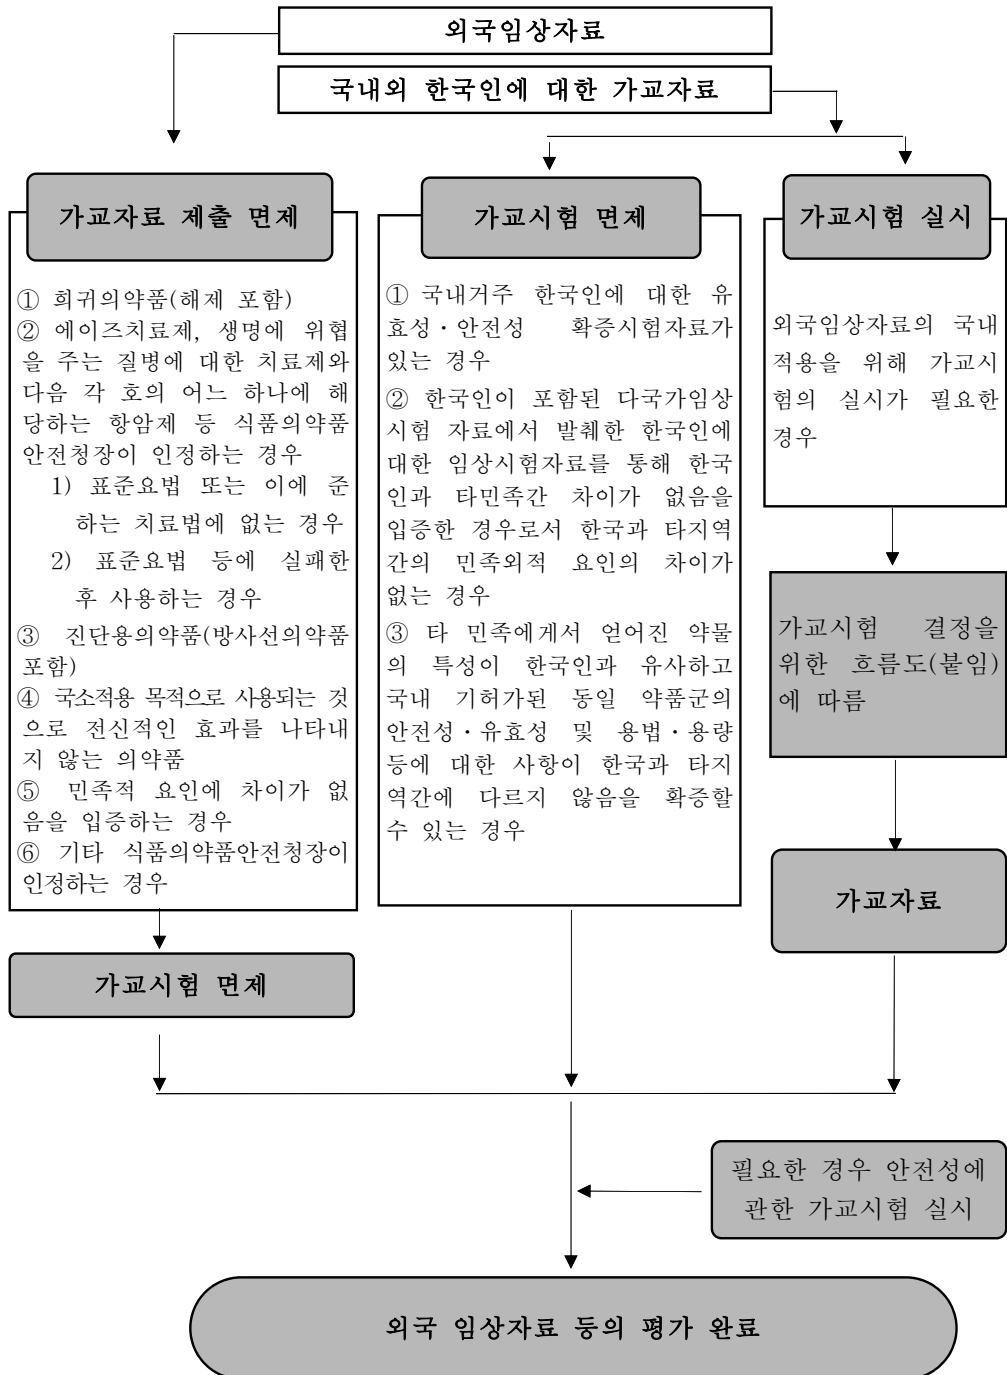 외국임상자료
국내외 한국인에 대한 가교자료
가교자료 제출 면제
① 희귀의약품(해제 포함)
② 에이즈치료제, 생명에 위협
을 주는 질병에 대한 치료제와
다음 각 호의 어느 하나에 해
당하는 항암제 등 식품의약품
안전청장이 인정하는 경우
1) 표준요법 또는 이에 준
하는 치료법에 없는 경우
2) 표준요법 등에 실패한
후 사용하는 경우
③ 진단용의약품(방사선의약품
포함)
④ 국소적용 목적으로 사용되는 것
으로 전신적인 효과를 나타내
지 않는 의약품
⑤ 민족적 요인에 차이가 없
음을 입증하는 경우
⑥ 기타 식품의약품안전청장이
인정하는 경우
가교시험 면제
가교시험 면제
① 국내거주 한국인에 대한 유
효성·안전성 확증시험자료가
있는 경우
② 한국인이 포함된 다국가임상
시험 자료에서 발췌한 한국인에
대한 임상시험자료를 통해 한국
인과 타민족간 차이가 없음을
입증한 경우로서 한국과 타지역
간의 민족외적 요인의 차이가
없는 경우
③ 타 민족에게서 얻어진 약물
의 특성이 한국인과 유사하고
국내 기허가된 동일 약품군의
안전성·유효성 및 용법·용량
등에 대한 사항이 한국과 타지
역간에 다르지 않음을 확증할
수 있는 경우
가교시험 실시
외국임상자료의 국내
적용을 위해 가교시
험의 실시가 필요한
경우
가교시험 결정을
위한 흐름도(붙임)
에 따름
가교자료
필요한 경우 안전성에
관한 가교시험 실시
외국 임상자료 등의 평가 완료